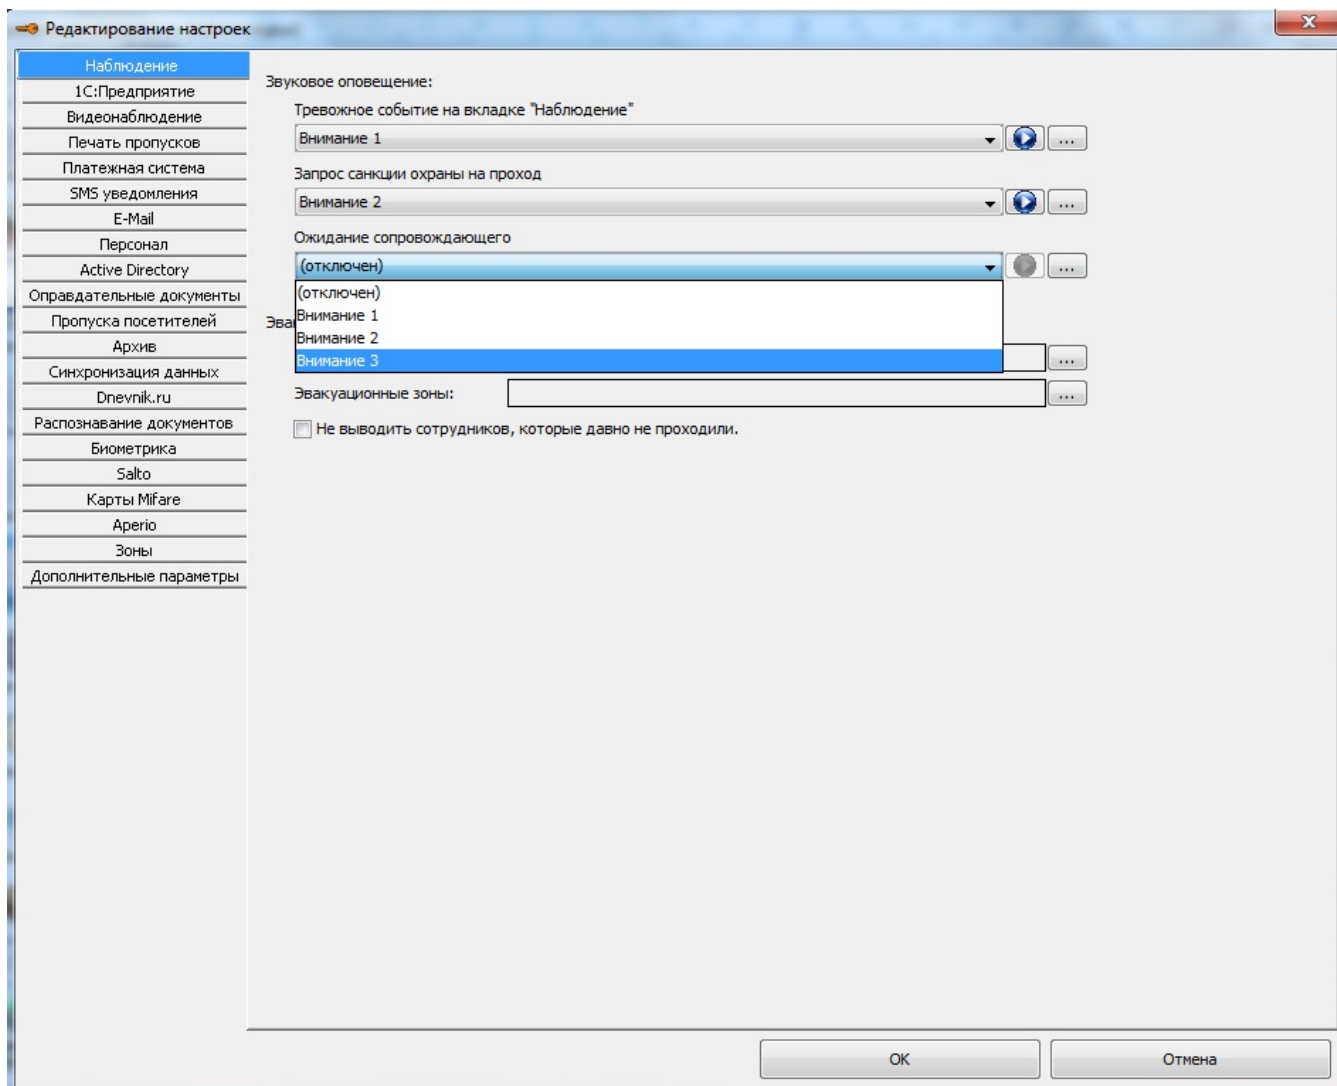 Редактирование настроек
Наблюдение
1С:Предприятие
Видеонаблюдение
Печать пропусков
Платежная система
SMS уведомления
E-Mail
Персонал
Active Directory
Оправдательные документы
Пропуска посетителей
Архив
Синхронизация данных
Dnevnik.ru
Распознавание документов
Биометрика
Salto
Карты Mifare
Aperio
Зоны
Дополнительные параметры
Звуковое оповещение:
Тревожное событие на вкладке "Наблюдение"
Внимание 1
...
Запрос санкции охраны на проход
Внимание 2
...
Ожидание сопровождающего
(отключен)
...
(отключен)
Внимание 1
Внимание 2
Внимание 3
...
Эвакуационные зоны:
...
Не выводить сотрудников, которые давно не проходили.
ОК
Отмена